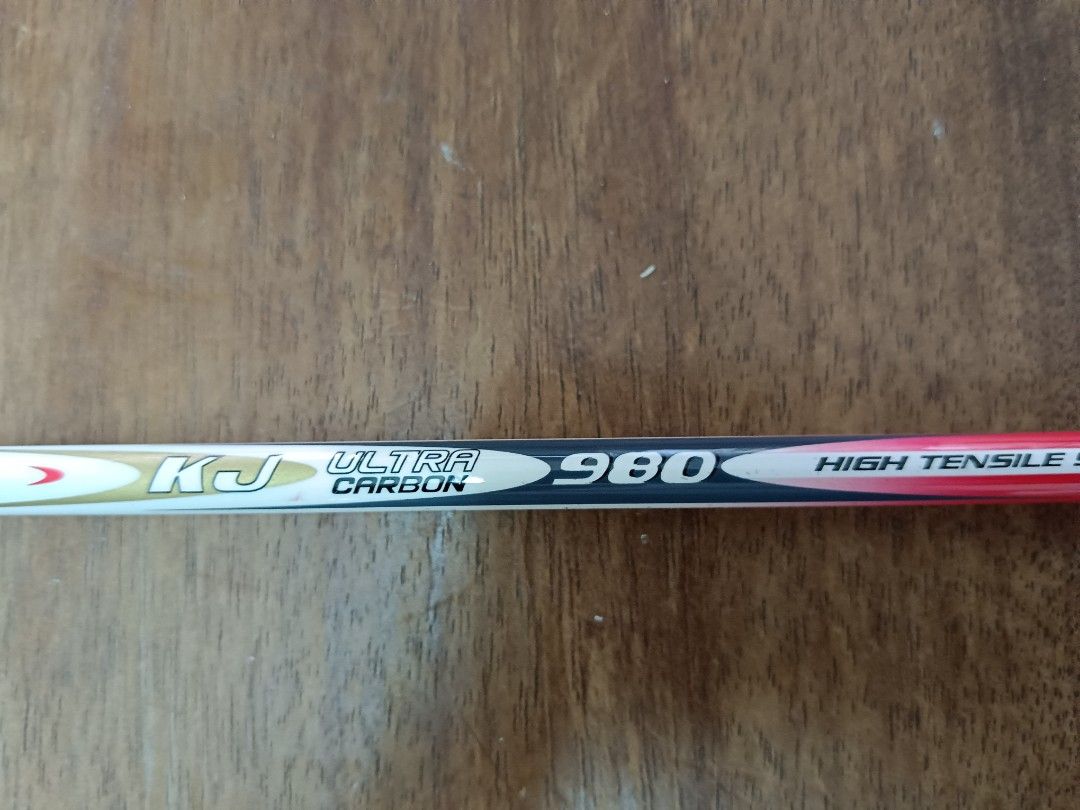 KJ
ULTRA
CARBON
980
HIGH TENSILE